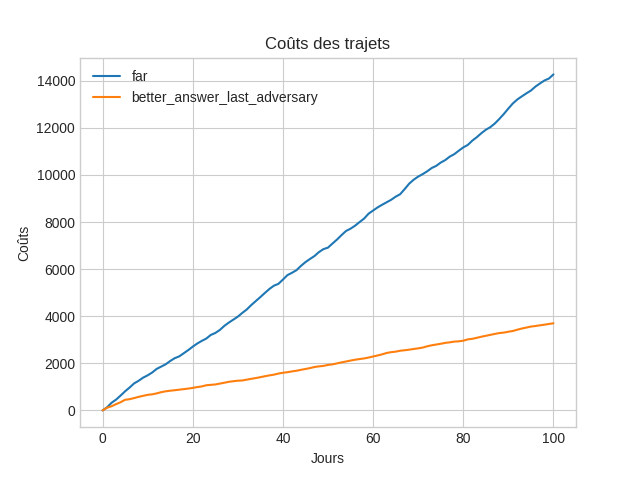 Coûts des trajets
far
better_answer_last_adversary
14000
12000
10000
8000
6000
4000
2000
0
Coûts
0 20 40 60 80 100
Jours